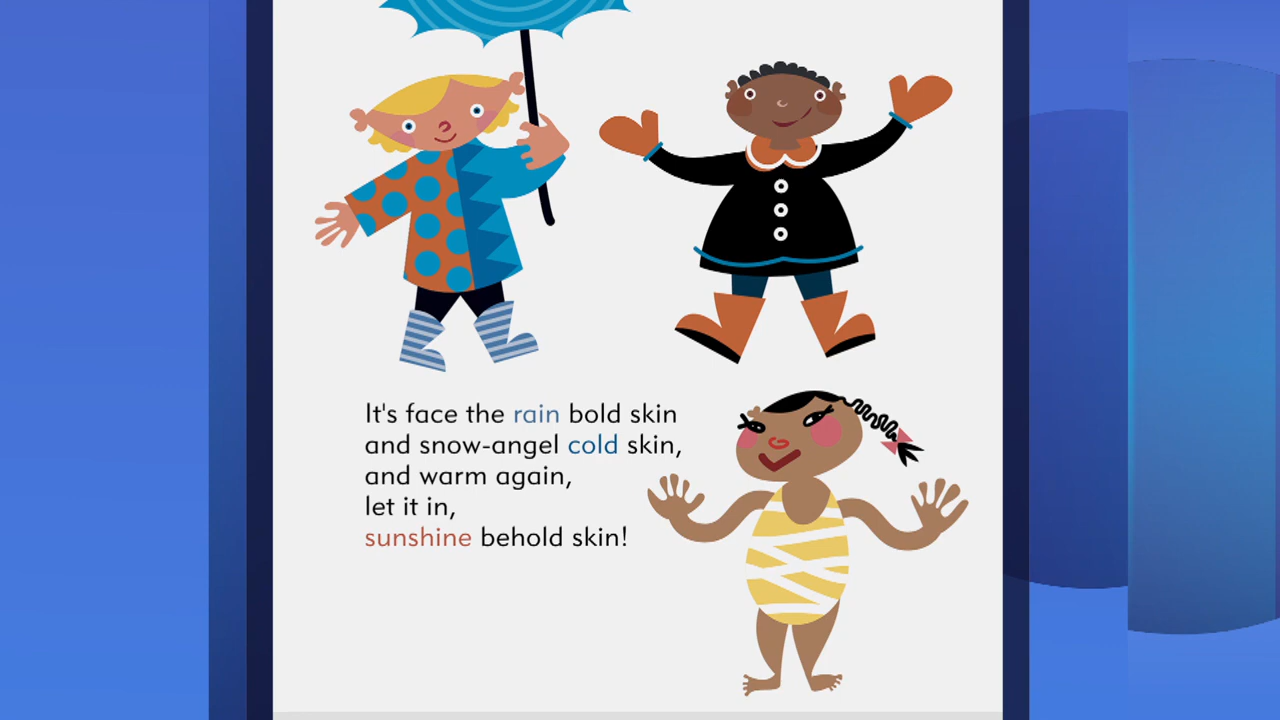 It's face the rain bold skin
and snow-angel cold skin,
and warm again,
let it in,
sunshine behold skin!